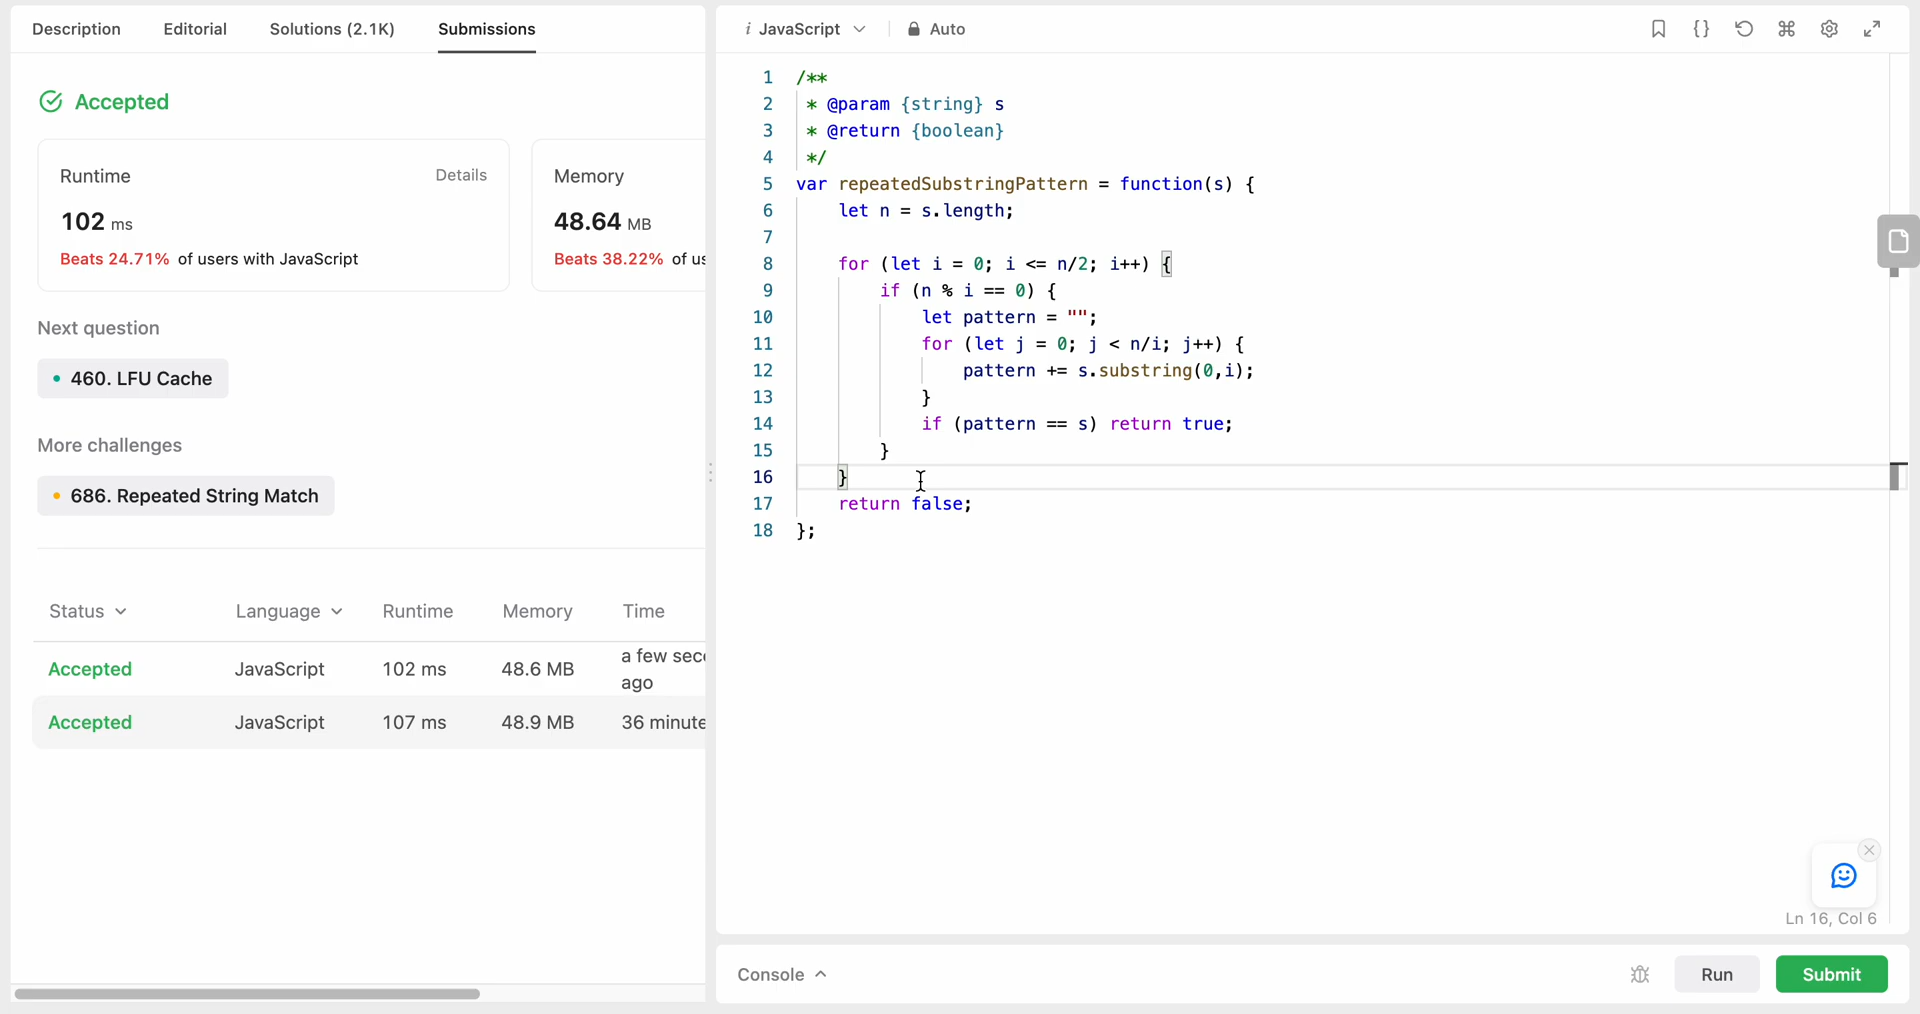 Description Editorial Solutions (2.1K) Submissions
Accepted
Runtime Details
102 ms
Beats 24.71% of users with JavaScript
Memory
48.64 MB
Beats 38.22% of us
Next question
460. LFU Cache
More challenges
686. Repeated String Match
Status Language Runtime Memory Time
Accepted JavaScript 102 ms 48.6 MB a few seco
ago
Accepted JavaScript 107 ms 48.9 MB 36 minute
i JavaScript Auto
1 /**
2 * @param {string} s
3 * @return {boolean}
4 */
5 var repeatedSubstringPattern = function(s) {
6 let n = s.length;
7
8 for (let i = 0; i <= n/2; i++) {
9 if (n % i == 0) {
10 let pattern = "";
11 for (let j = 0; j < n/i; j++) {
12 pattern += s.substring(0,i);
13 }
14 if (pattern == s) return true;
15 }
16 }
17 return false;
18 };
Ln 16, Col 6
Console Run Submit